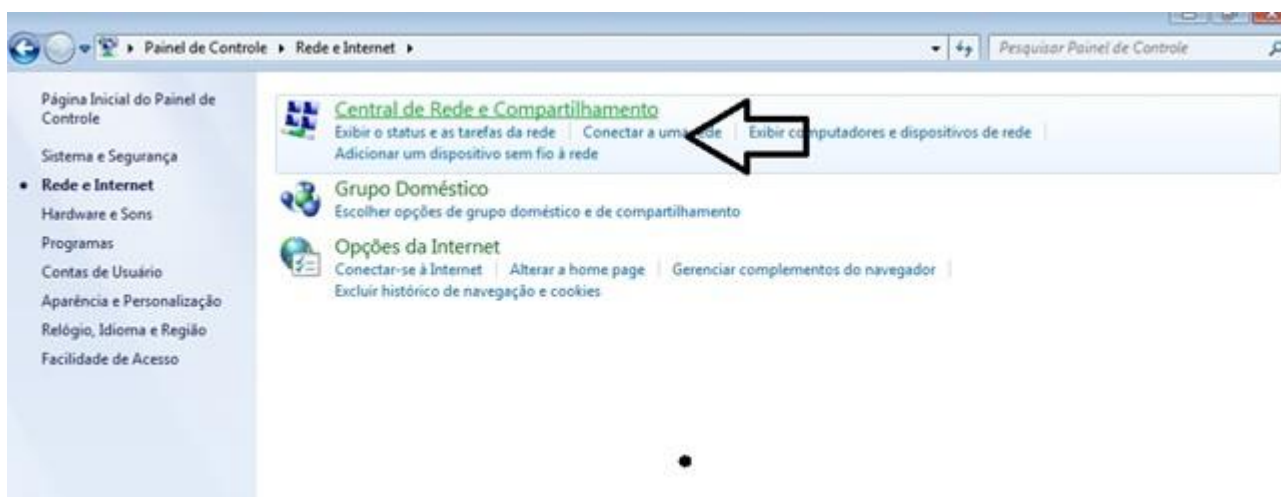 Painel de Controle Rede e Internet Pesquisar Painel de Controle
Página Inicial do Painel de
Controle
Sistema e Segurança
Rede e Internet
Hardware e Sons
Programas
Contas de Usuário
Aparência e Personalização
Relógio, Idioma e Região
Facilidade de Acesso
Central de Rede e Compartilhamento
Exibir o status e as tarefas da rede Conectar a uma rede Exibir computadores e dispositivos de rede
Adicionar um dispositivo sem fio à rede
Grupo Doméstico
Escolher opções de grupo doméstico e de compartilhamento
Opções da Internet
Conectar-se à Internet Alterar a home page Gerenciar complementos do navegador
Excluir histórico de navegação e cookies